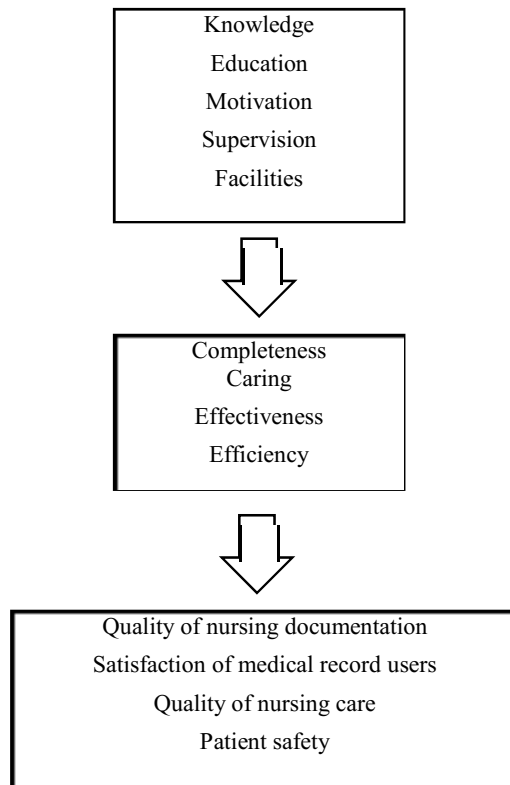 Knowledge
Education
Motivation
Supervision
Facilities
Completeness
Caring
Effectiveness
Efficiency
Quality of nursing documentation
Satisfaction of medical record users
Quality of nursing care
Patient safety